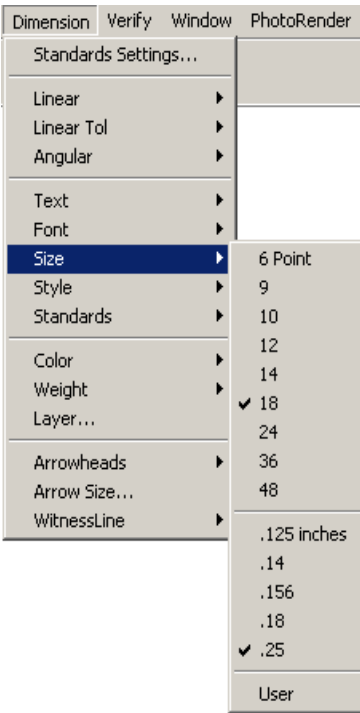 Dimension Verify Window PhotoRender
Standards Settings...
Linear
Linear Tol
Angular
Text
Font
Size
Style
Standards
Color
Weight
Layer...
Arrowheads
Arrow Size...
WitnessLine
6 Point
9
10
12
14
18
24
36
48
.125 inches
.14
.156
.18
.25
User